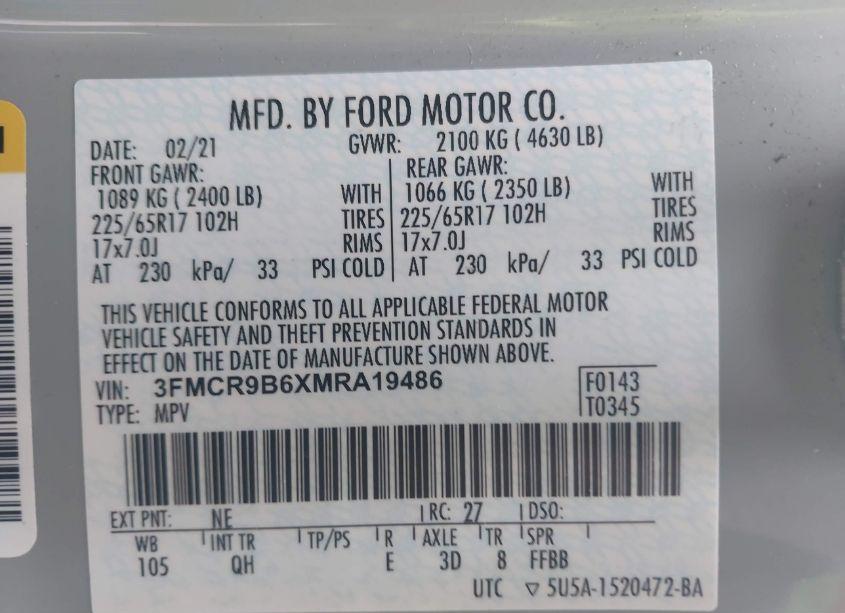 MFD. BY FORD MOTOR CO.
DATE: 02/21 GVWR: 2100 KG ( 4630 LB)
FRONT GAWR: REAR GAWR:
1089 KG ( 2400 LB) WITH 1066 KG ( 2350 LB) WITH
225/65R17 102H TIRES 225/65R17 102H TIRES
17x7.0J RIMS 17x7.0J RIMS
AT 230 kPa/ 33 PSI COLD AT 230 kPa/ 33 PSI COLD
THIS VEHICLE CONFORMS TO ALL APPLICABLE FEDERAL MOTOR
VEHICLE SAFETY AND THEFT PREVENTION STANDARDS IN
EFFECT ON THE DATE OF MANUFACTURE SHOWN ABOVE.
VIN: 3FMCR9B6XMRA19486 F0143
TYPE: MPV T0345
EXT PNT: NE RC: 27 DSO:
WB INT TR TP/PS R AXLE TR SPR
105 QH E 3D 8 FFBB
UTC ▽ 5U5A-1520472-BA